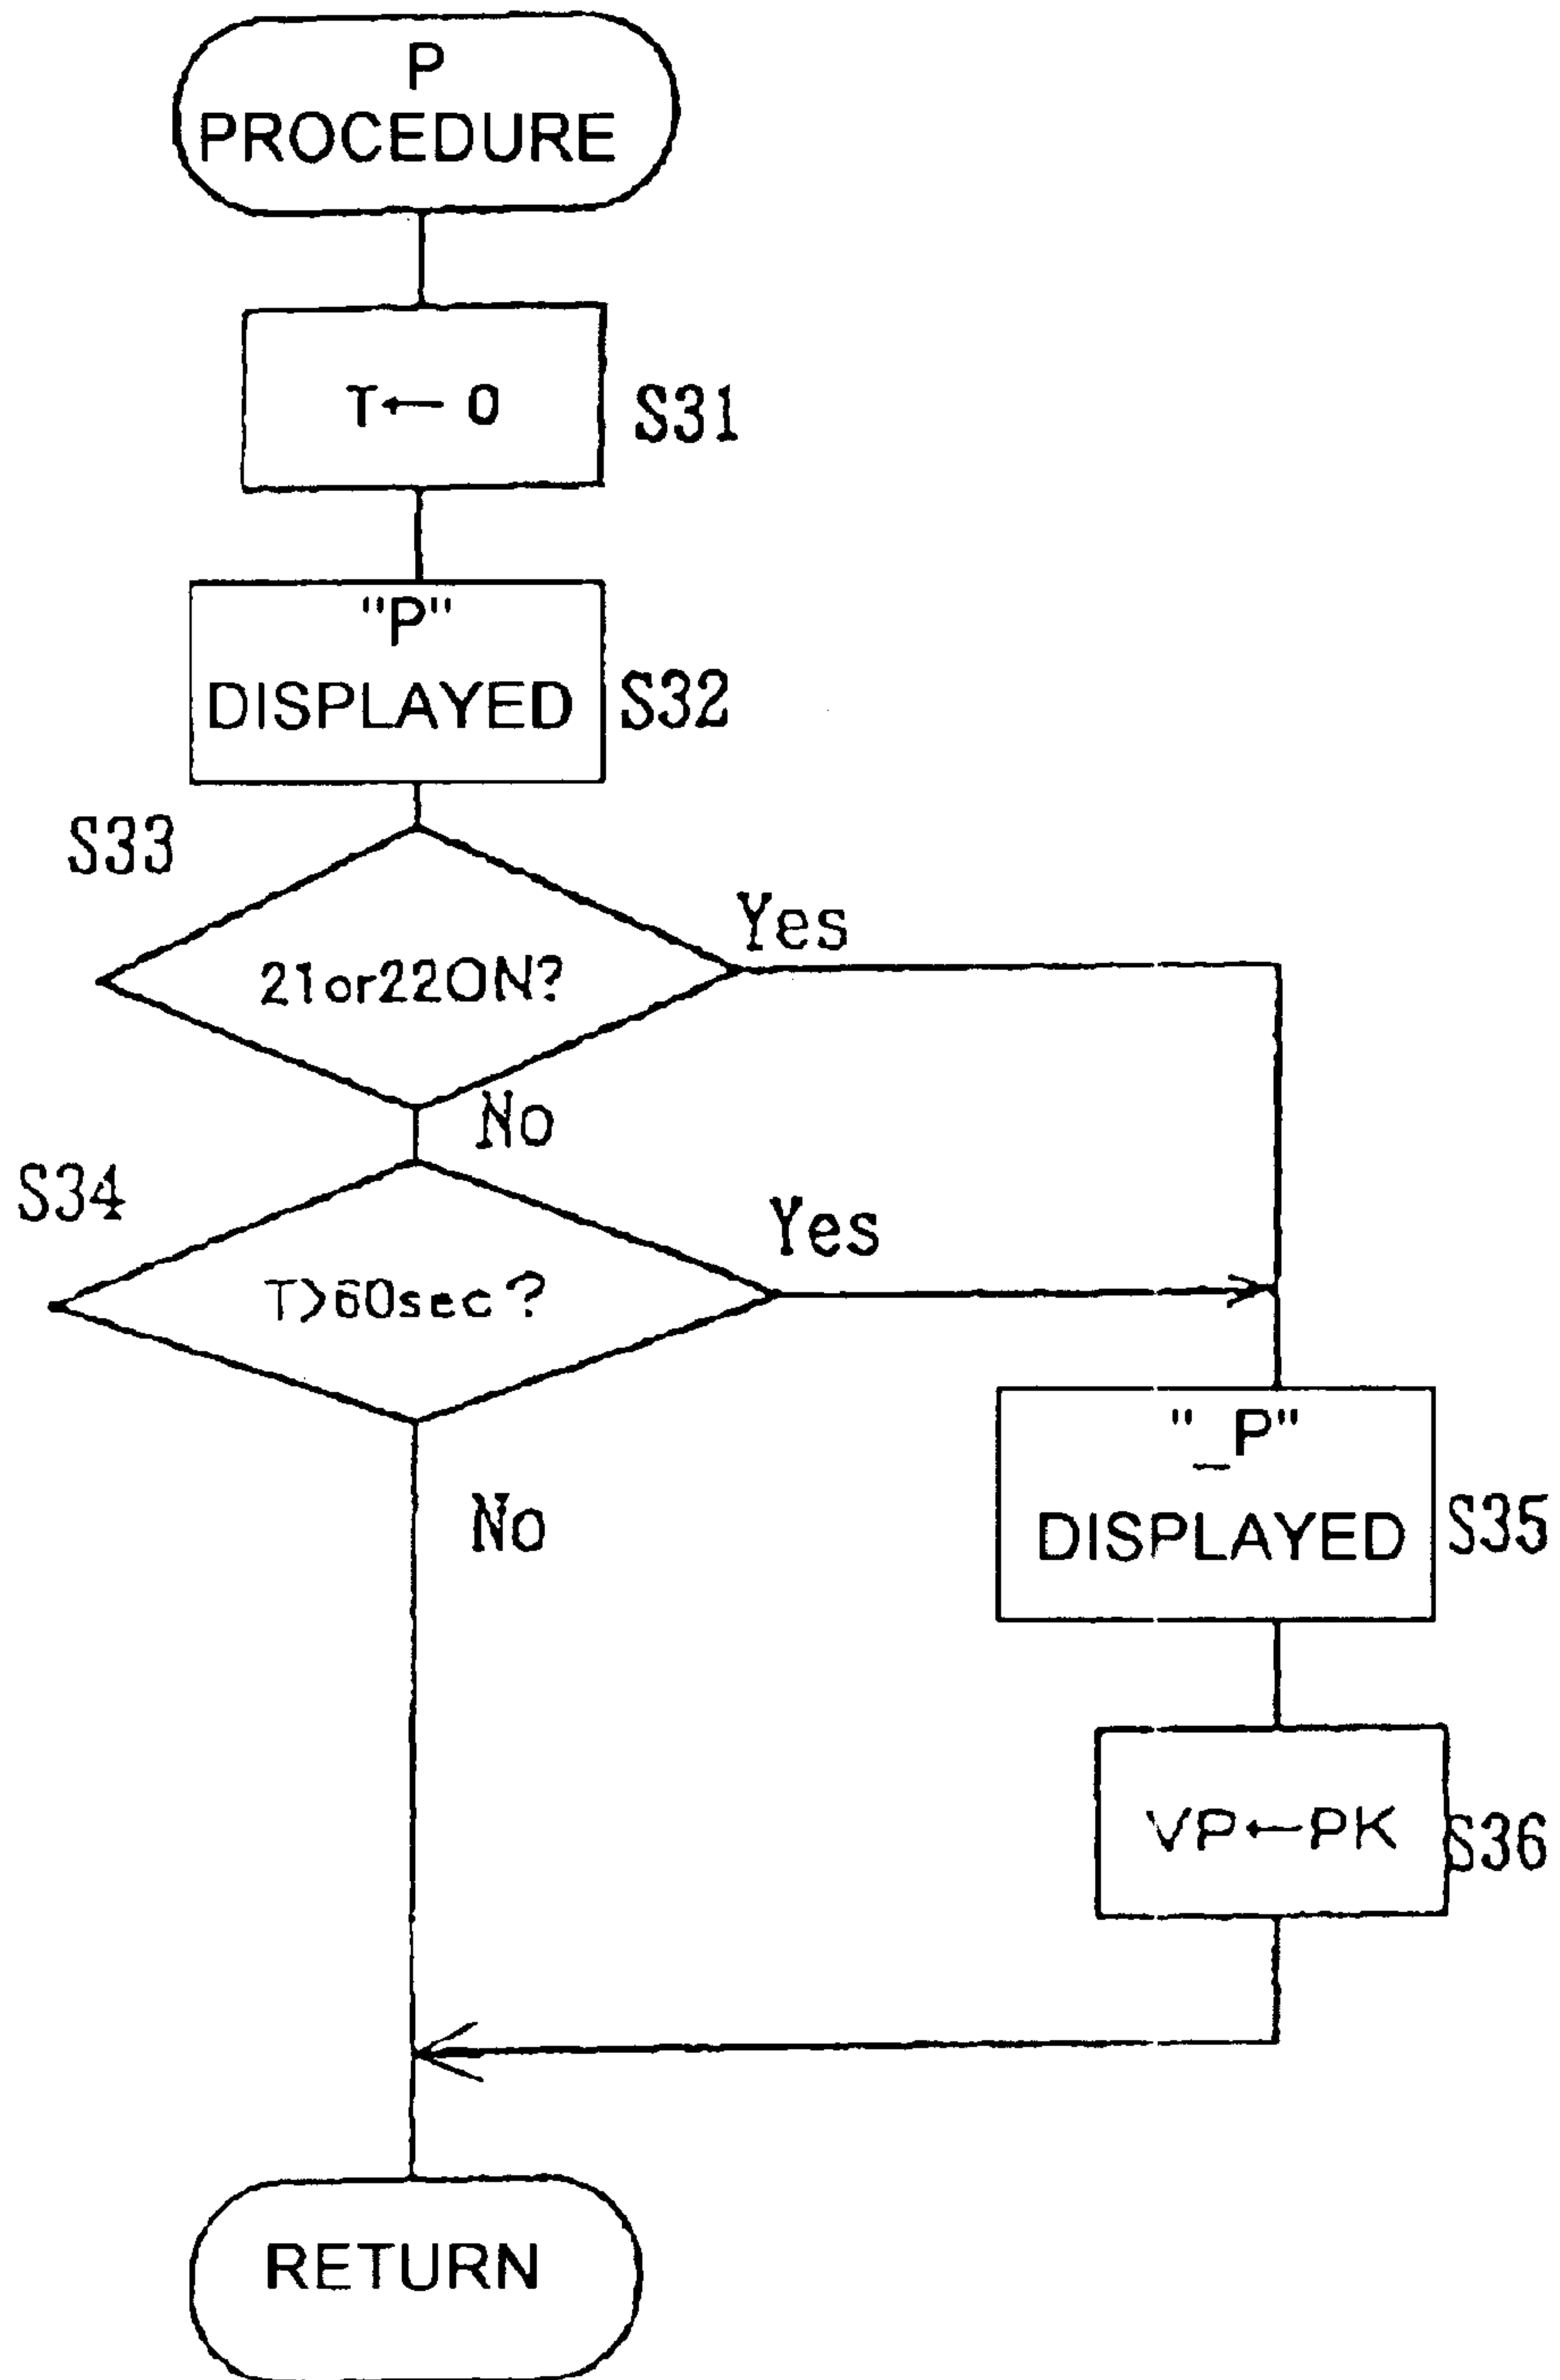 P
PROCEDURE
T← 0
S31
"P"
DISPLAYED
S32
S33
21or22ON?
Yes
No
S34
T>60sec?
Yes
No
"_P"
DISPLAYED
S35
VP←PK
S36
RETURN